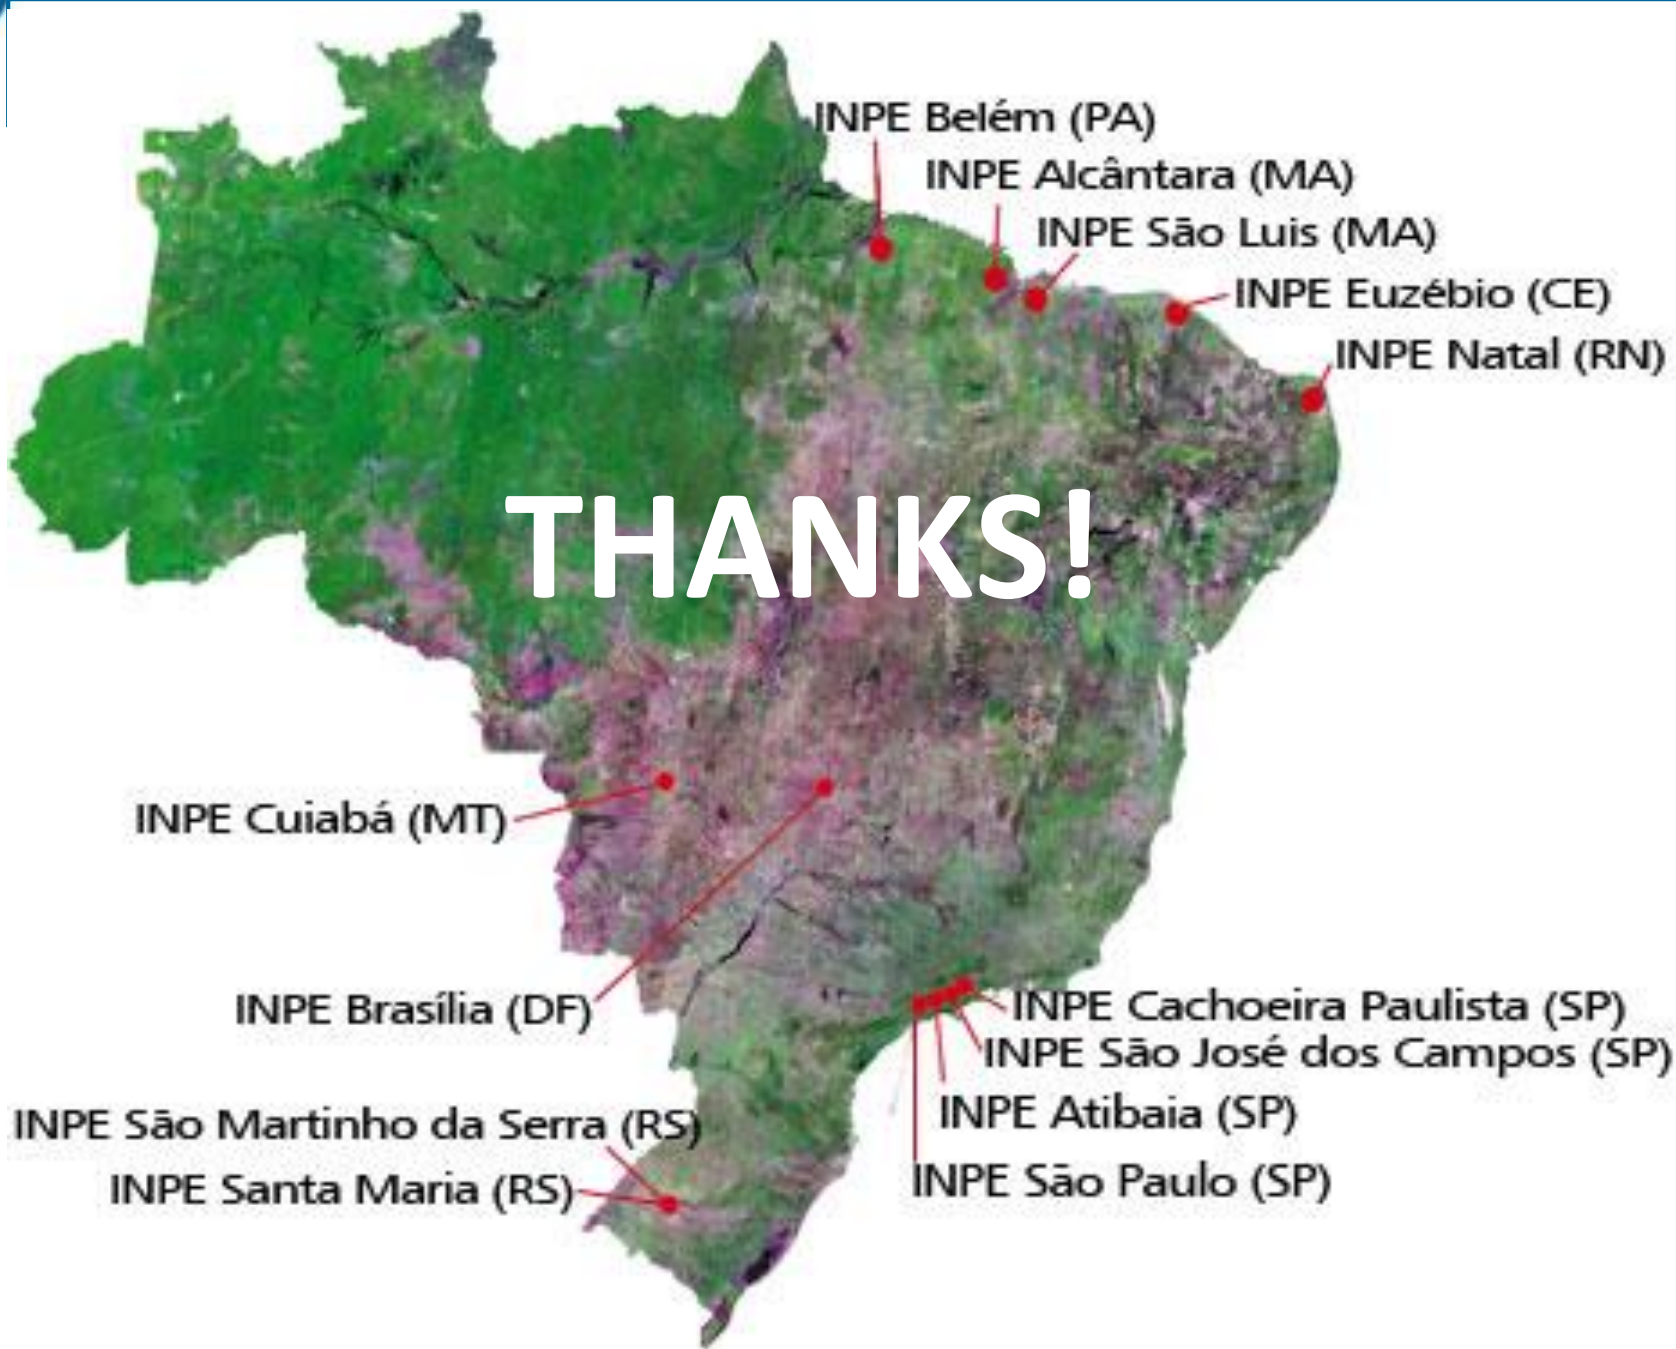 INPE Belém (PA)
INPE Alcântara (MA)
INPE São Luis (MA)
INPE Euzébio (CE)
INPE Natal (RN)
THANKS!
INPE Cuiabá (MT)
INPE Brasília (DF)
INPE Cachoeira Paulista (SP)
INPE São José dos Campos (SP)
INPE Atibaia (SP)
INPE São Martinho da Serra (RS)
INPE São Paulo (SP)
INPE Santa Maria (RS)